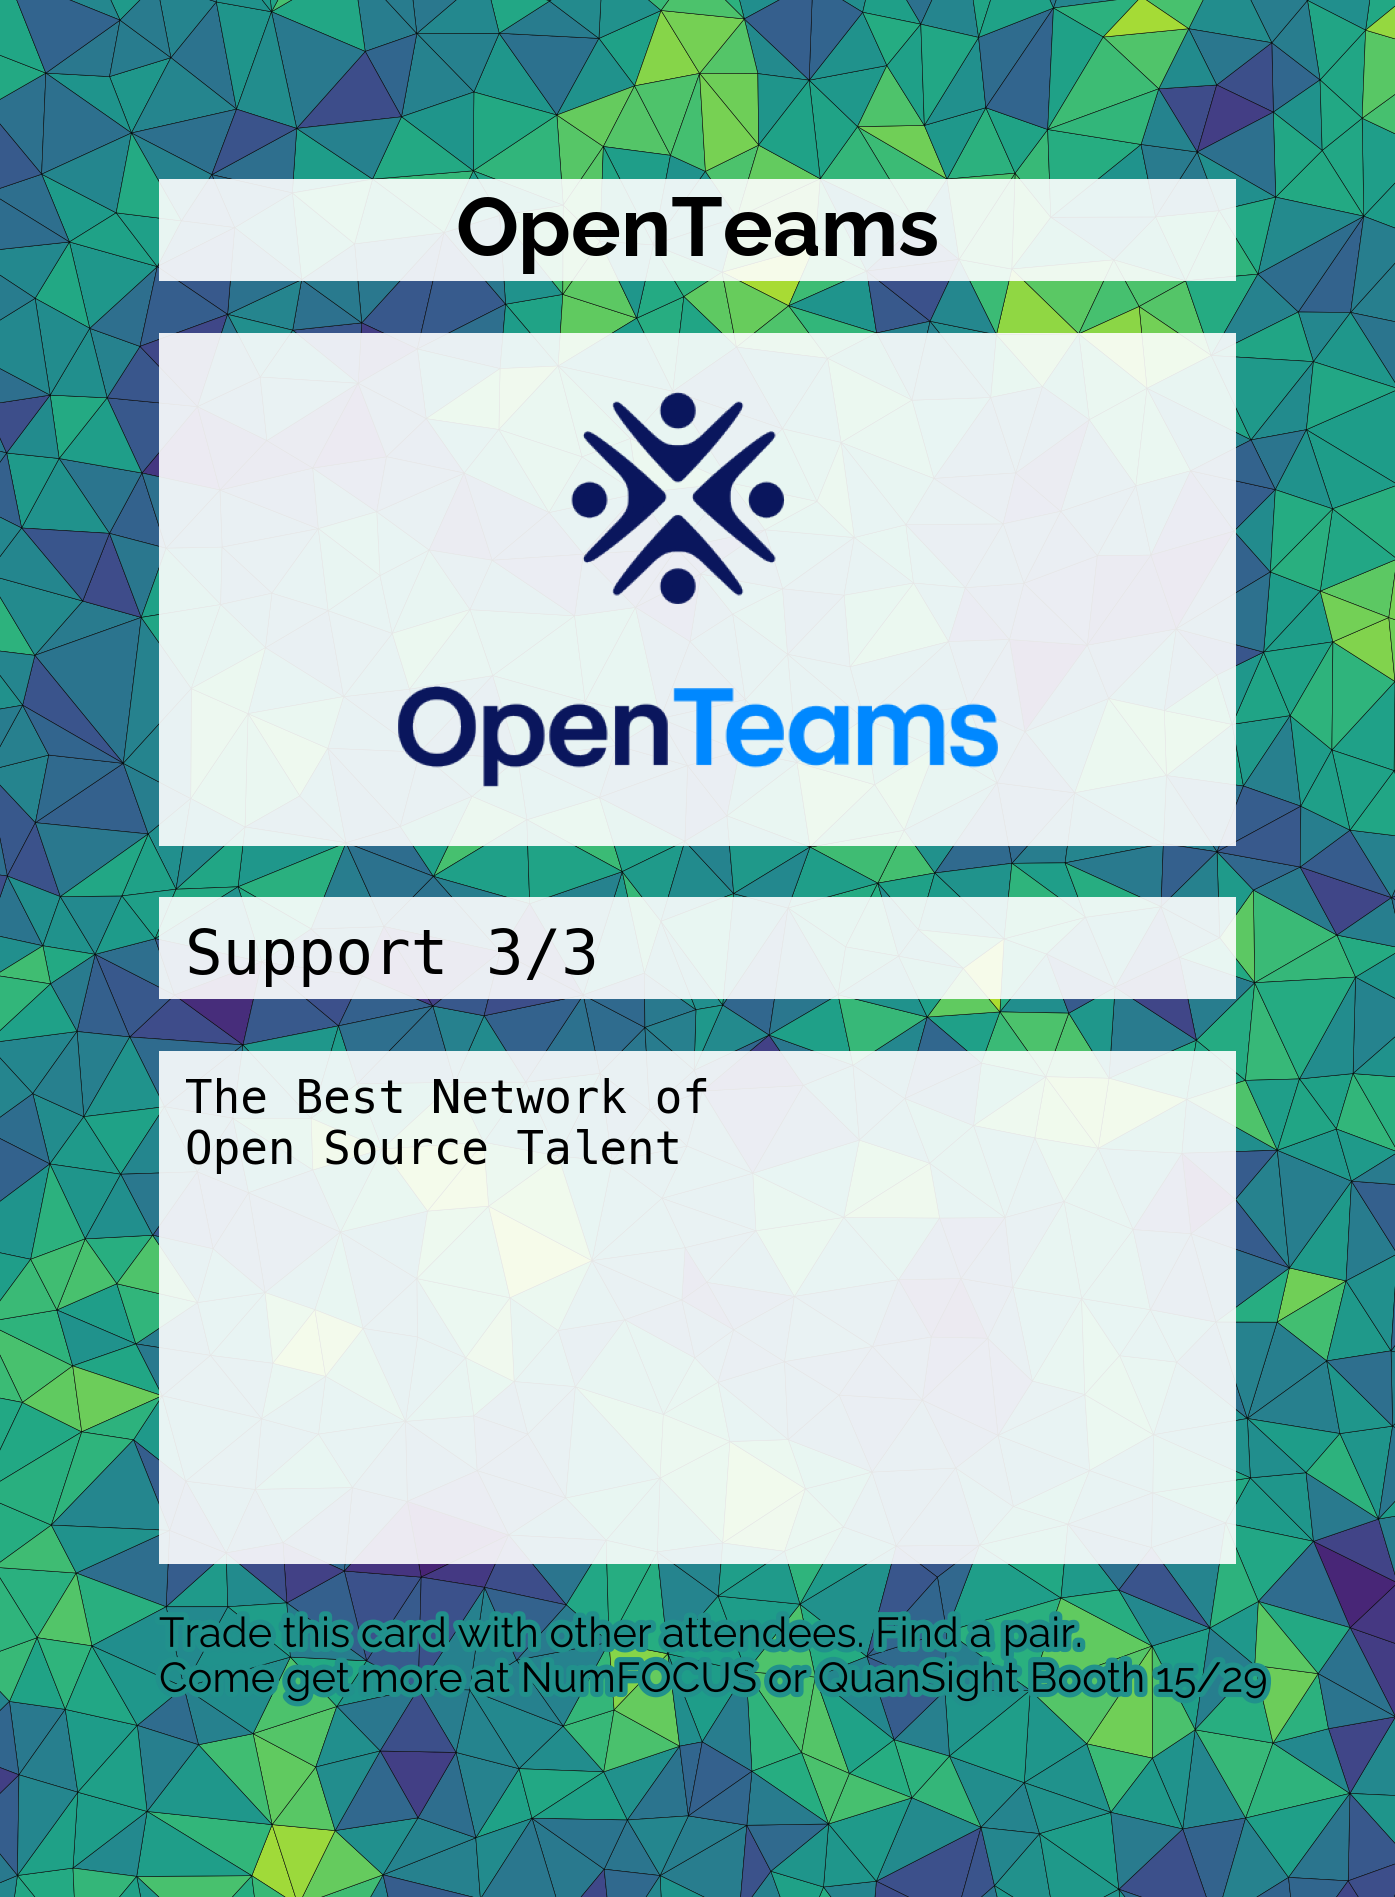 OpenTeams
OpenTeams
Support 3/3
The Best Network of
Open Source Talent
Trade this card with other attendees. Find a pair.
Come get more at NumFOCUS or QuanSight Booth 15/29